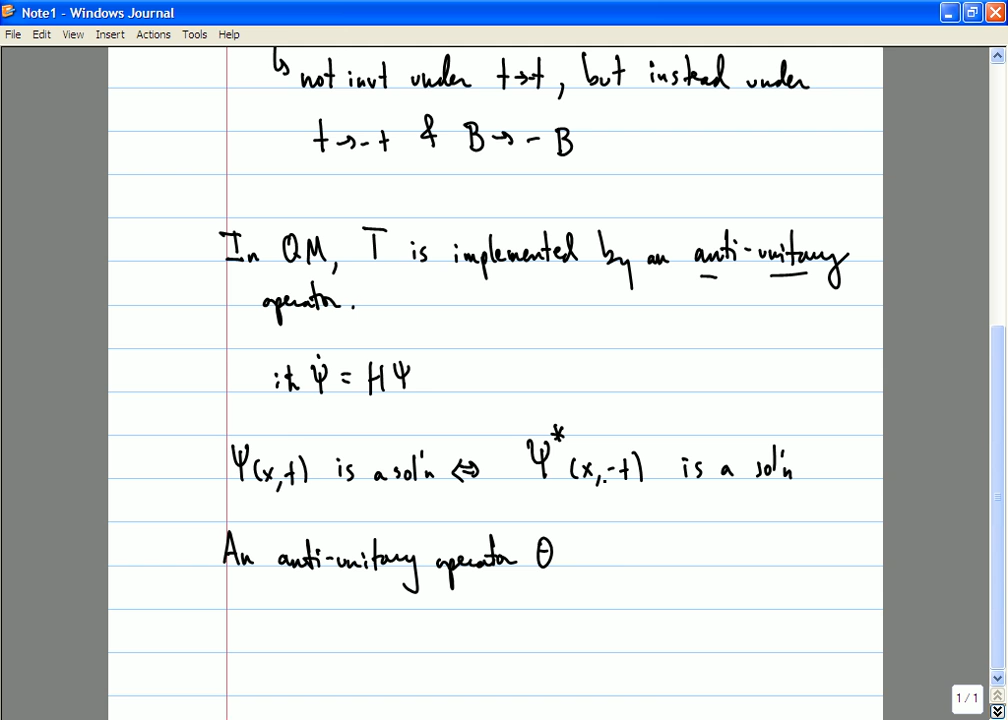 Note1 - Windows Journal
File Edit View Insert Actions Tools Help
↳ not invt under t→t, but instead under
t→-t & B→-B
In QM, T is implemented by an anti-unitary
operator.
iħ Ψ̇ = HΨ
Ψ(x,t) is a sol'n ⇔ Ψ*(x,-t) is a sol'n
An anti-unitary operator Θ
1 / 1